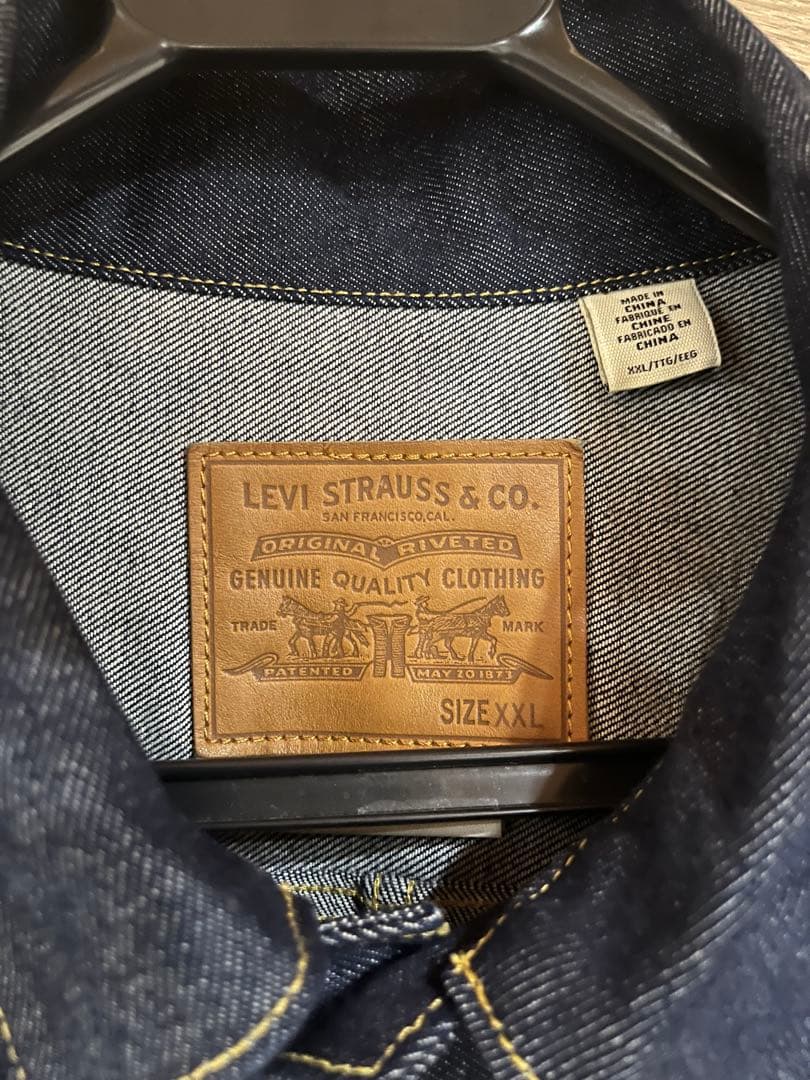 MADE IN
CHINA
FABRIQUÉ EN
CHINE
FABRICADO EN
CHINA
XXL/TTG/EEG
LEVI STRAUSS & CO.
SAN FRANCISCO, CAL.
ORIGINAL RIVETED
GENUINE QUALITY CLOTHING
TRADE MARK
PATENTED MAY 20 1873
SIZE XXL